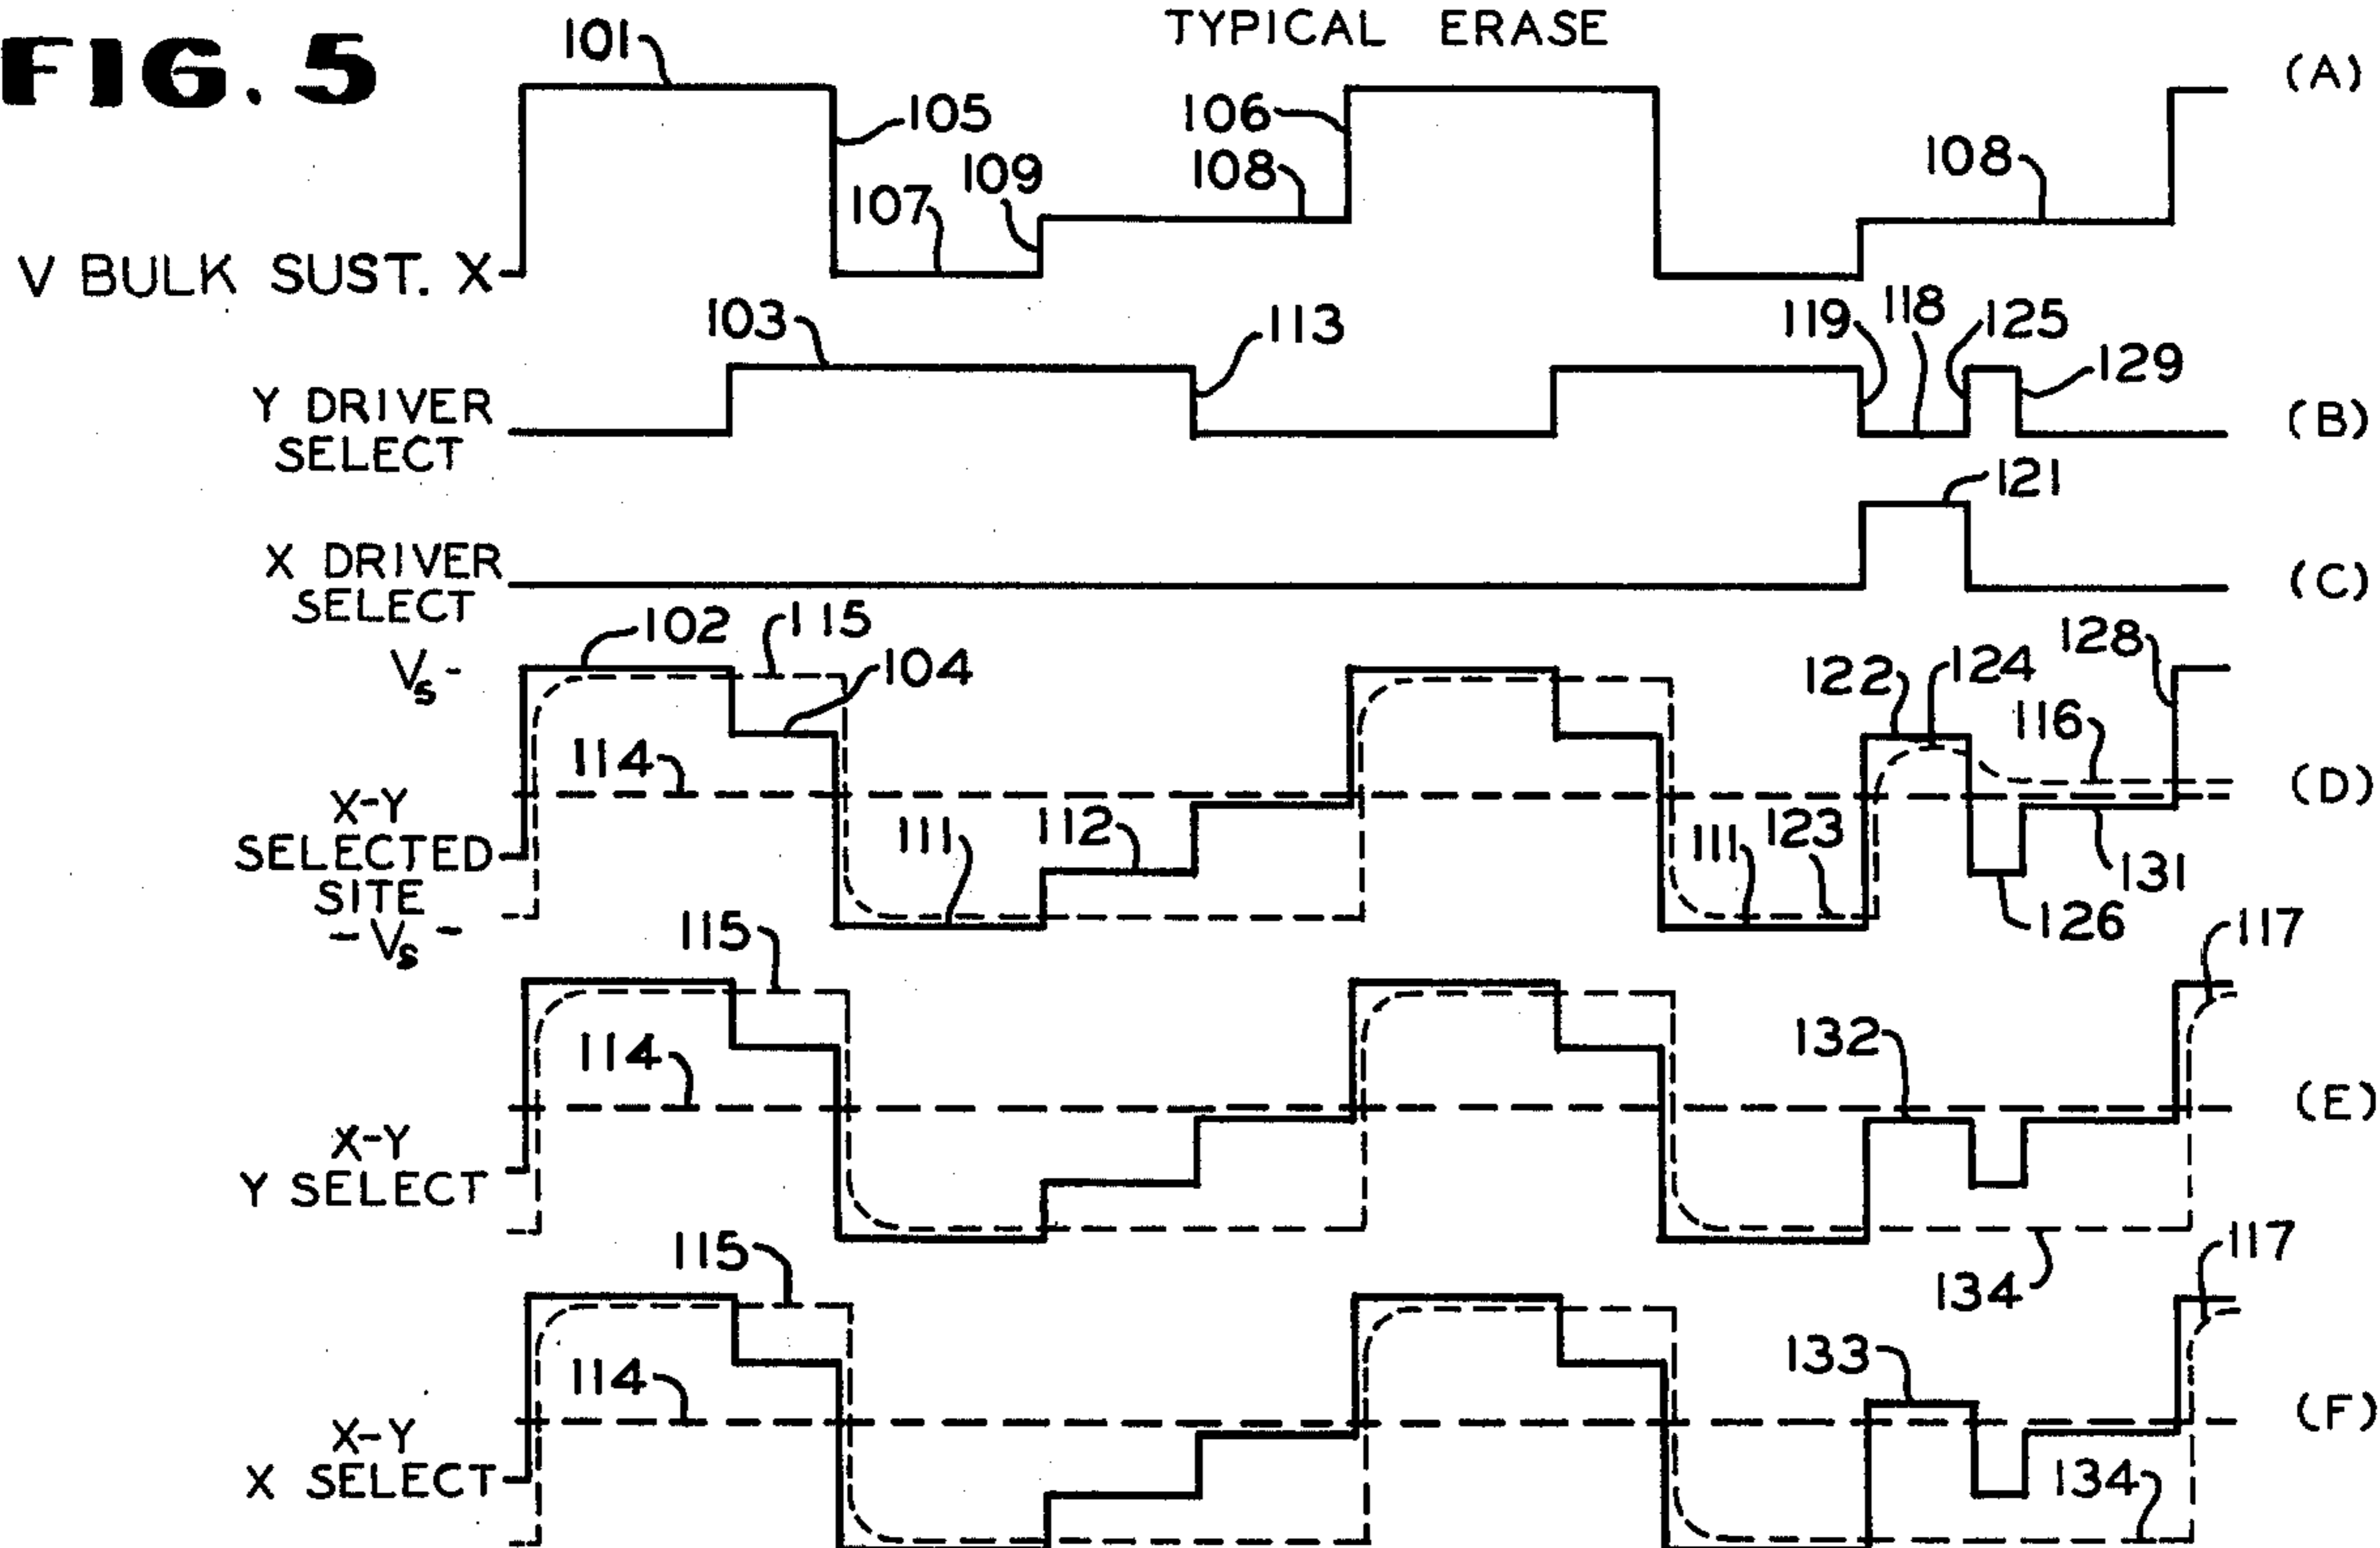 FIG. 5
TYPICAL ERASE
101
105
106
109
108
107
108
(A)
V BULK SUST. X
103
113
119
118
125
129
Y DRIVER
SELECT
(B)
121
X DRIVER
SELECT
(C)
102
115
104
122
124
128
Vs -
116
114
112
111
111
123
X-Y
SELECTED
SITE
- Vs -
131
126
(D)
115
117
114
132
X-Y
Y SELECT
(E)
134
115
117
114
133
X-Y
X SELECT
134
(F)